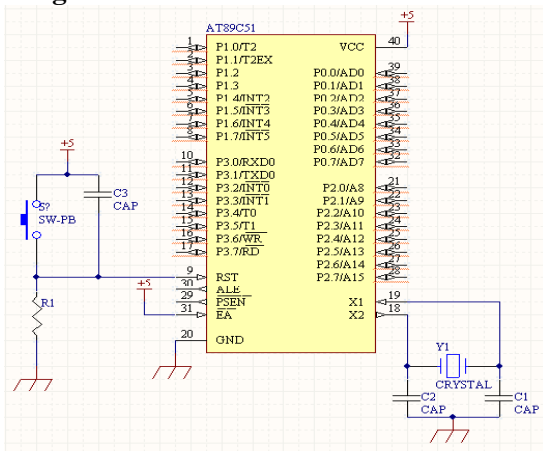 AT89C51
+5
1 P1.0/T2 VCC 40
2 P1.1/T2EX
3 P1.2 P0.0/AD0 39
4 P1.3 P0.1/AD1 38
5 P1.4/INT2 P0.2/AD2 37
6 P1.5/INT3 P0.3/AD3 36
7 P1.6/INT4 P0.4/AD4 35
8 P1.7/INT5 P0.5/AD5 34
P0.6/AD6 33
10 P3.0/RXD0 P0.7/AD7 32
11 P3.1/TXD0
12 P3.2/INT0 P2.0/A8 21
13 P3.3/INT1 P2.1/A9 22
14 P3.4/T0 P2.2/A10 23
15 P3.5/T1 P2.3/A11 24
16 P3.6/WR P2.4/A12 25
17 P3.7/RD P2.5/A13 26
P2.6/A14 27
9 RST P2.7/A15 28
30 ALE
29 PSEN X1 19
31 EA X2 18
20 GND
+5
S?
SW-PB
C3
CAP
+5
R1
Y1
CRYSTAL
C2
CAP
C1
CAP